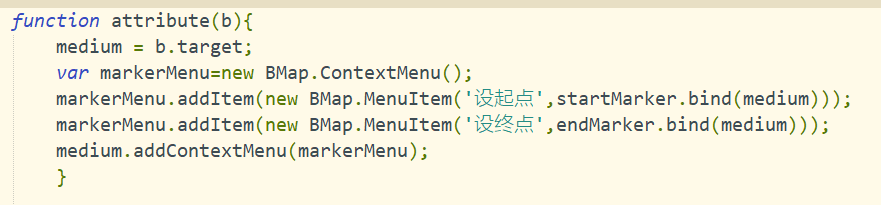 function attribute(b){
medium = b.target;
var markerMenu=new BMap.ContextMenu();
markerMenu.addItem(new BMap.MenuItem('设起点',startMarker.bind(medium)));
markerMenu.addItem(new BMap.MenuItem('设终点',endMarker.bind(medium)));
medium.addContextMenu(markerMenu);
}